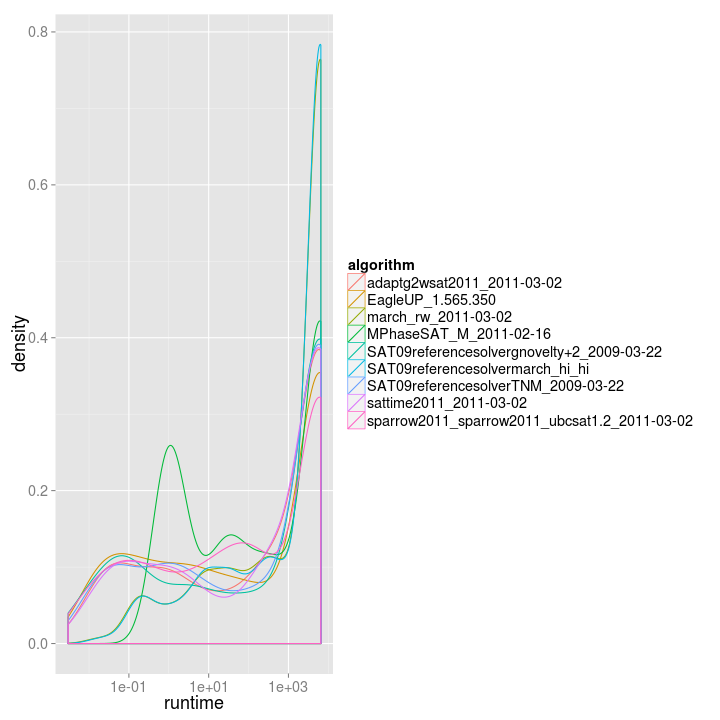 0.8
0.6
0.4
0.2
0.0
density
1e-01 1e+01 1e+03
runtime
algorithm
adaptg2wsat2011_2011-03-02
EagleUP_1.565.350
march_rw_2011-03-02
MPhaseSAT_M_2011-02-16
SAT09referencesolvergnovelty+2_2009-03-22
SAT09referencesolvermarch_hi_hi
SAT09referencesolverTNM_2009-03-22
sattime2011_2011-03-02
sparrow2011_sparrow2011_ubcsat1.2_2011-03-02